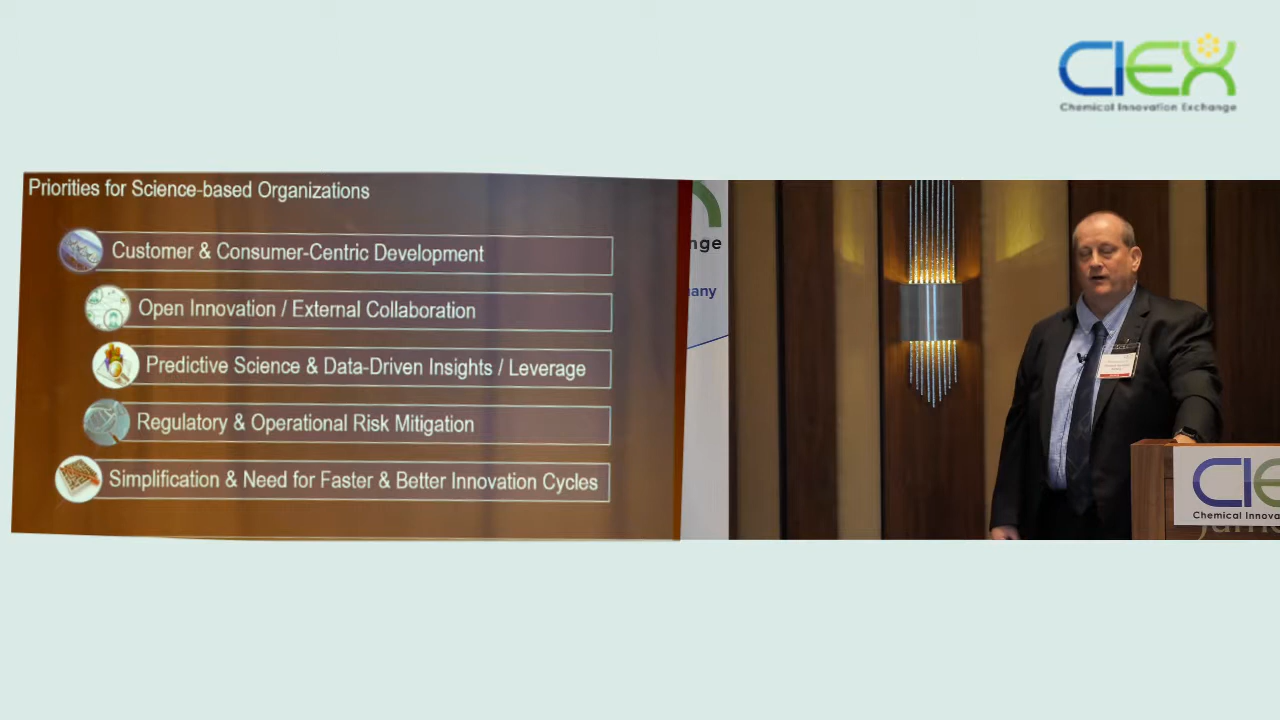 CIEX
Chemical Innovation Exchange
Priorities for Science-based Organizations
Customer & Consumer-Centric Development
Open Innovation / External Collaboration
Predictive Science & Data-Driven Insights / Leverage
Regulatory & Operational Risk Mitigation
Simplification & Need for Faster & Better Innovation Cycles
nge
any
CIE
Chemical Innova